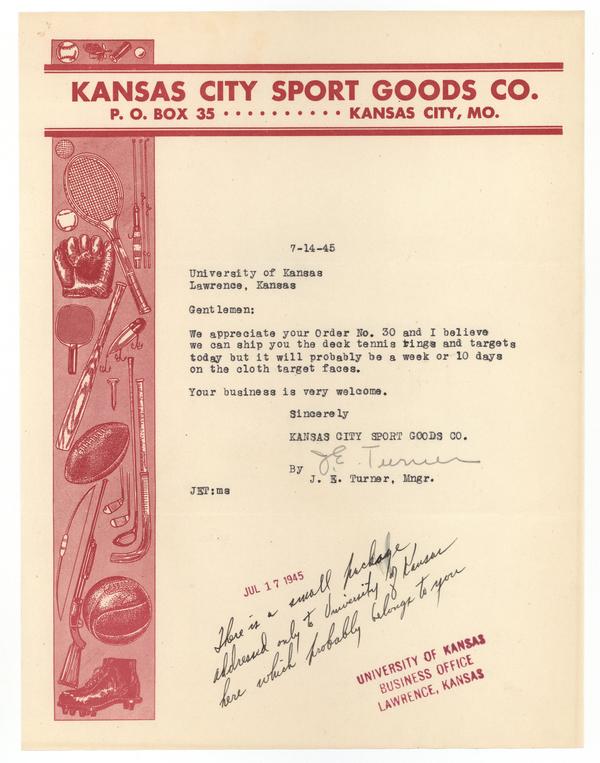 KANSAS CITY SPORT GOODS CO.
P. O. BOX 35 · · · · · · · · · · KANSAS CITY, MO.
7-14-45
University of Kansas
Lawrence, Kansas
Gentlemen:
We appreciate your Order No. 30 and I believe
we can ship you the deck tennis rings and targets
today but it will probably be a week or 10 days
on the cloth target faces.
Your business is very welcome.
Sincerely
KANSAS CITY SPORT GOODS CO.
By J.E. Turner
J. E. Turner, Mngr.
JET:ms
JUL 17 1945
There is a small package
addressed only to University of Kansas
here which probably belongs to you
UNIVERSITY OF KANSAS
BUSINESS OFFICE
LAWRENCE, KANSAS